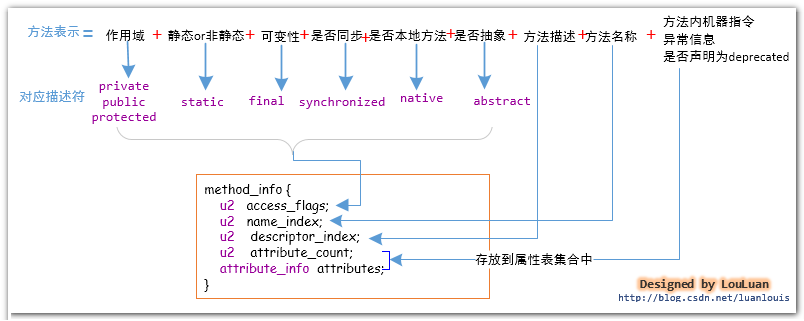 方法表示 = 作用域 + 静态or非静态 + 可变性 + 是否同步 + 是否本地方法 + 是否抽象 + 方法描述 + 方法名称 +
方法内机器指令
异常信息
是否声明为deprecated
对应描述符
private
public
protected
static
final
synchronized
native
abstract
method_info {
u2 access_flags;
u2 name_index;
u2 descriptor_index;
u2 attribute_count;
attribute_info attributes;
}
存放到属性表集合中
Designed by LouLuan
http://blog.csdn.net/luanlouis